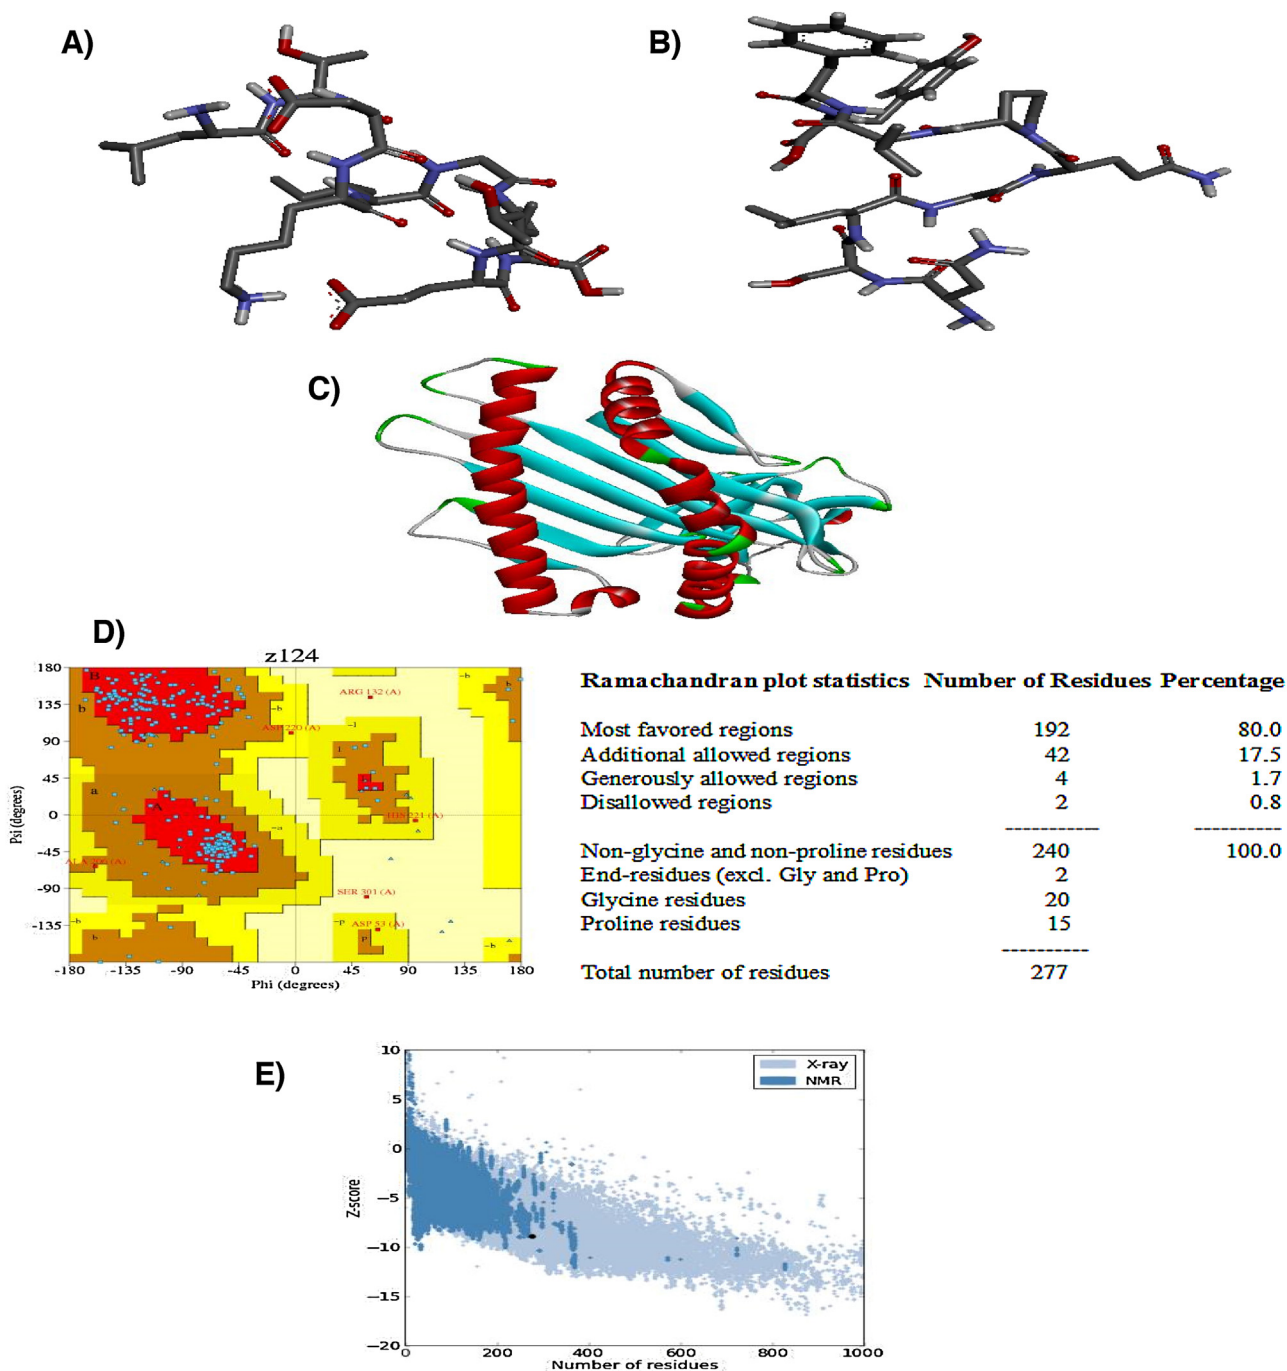 A)
B)
C)
D)
z124
180
135
90
45
0
-45
-90
-135
-180
-135
-90
-45
0
45
90
135
180
Psi (degrees)
Phi (degrees)
B
b
a
A
~b
~b
b
~l
l
~a
~b
b
~p
p
~b
ARG 132 (A)
ASP 220 (A)
HIS 221 (A)
SER 301 (A)
ASP 53 (A)
Ramachandran plot statistics Number of Residues Percentage
Most favored regions 192 80.0
Additional allowed regions 42 17.5
Generously allowed regions 4 1.7
Disallowed regions 2 0.8
----------- ----------
Non-glycine and non-proline residues 240 100.0
End-residues (excl. Gly and Pro) 2
Glycine residues 20
Proline residues 15
----------
Total number of residues 277
E)
10
5
0
−5
−10
−15
−20
0 200 400 600 800 1000
Z-score
Number of residues
X-ray
NMR